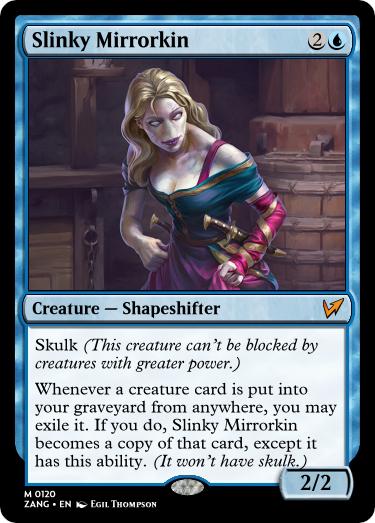 Slinky Mirrorkin 2
Creature — Shapeshifter
Skulk (This creature can't be blocked by
creatures with greater power.)
Whenever a creature card is put into
your graveyard from anywhere, you may
exile it. If you do, Slinky Mirrorkin
becomes a copy of that card, except it
has this ability. (It won't have skulk.)
2/2
M 0120
ZANG • EN Egil Thompson